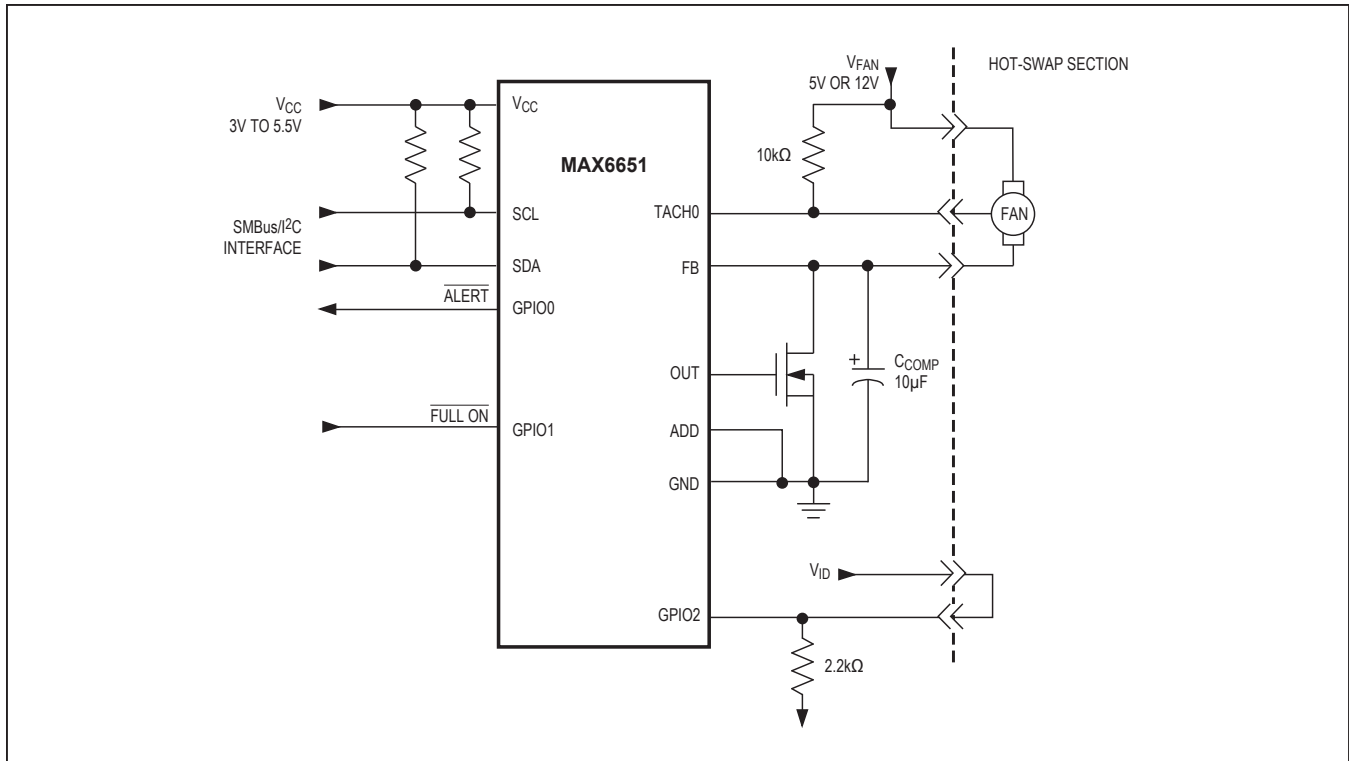 VCC
3V TO 5.5V
SMBus/I2C
INTERFACE
ALERT
FULL ON
VCC
MAX6651
SCL
SDA
GPIO0
GPIO1
TACH0
FB
OUT
ADD
GND
GPIO2
VFAN
5V OR 12V
10kΩ
HOT-SWAP SECTION
FAN
+
CCOMP
10µF
VID
2.2kΩ